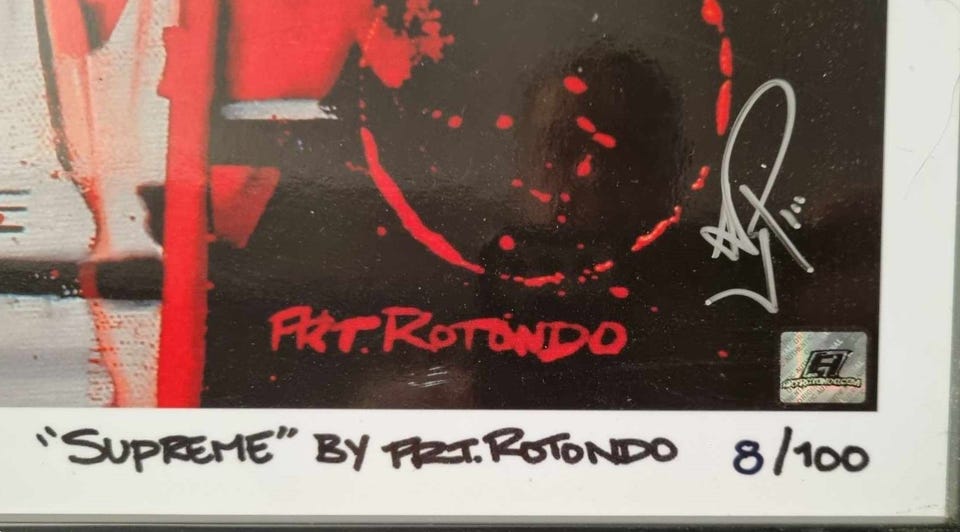 ART. ROTONDO
"SUPREME" BY ART. ROTONDO 8/100